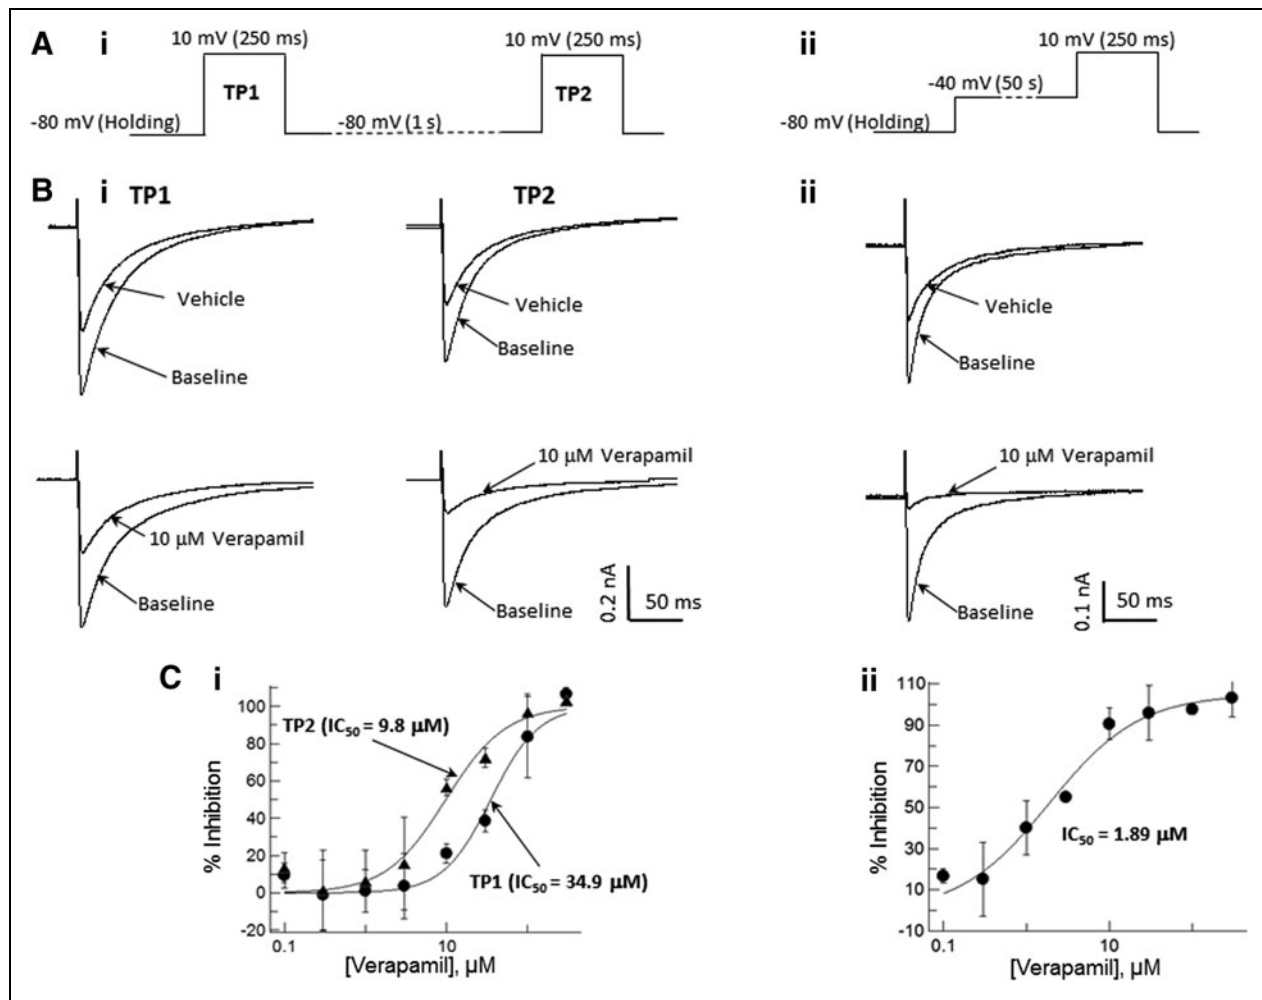 A i 10 mV (250 ms) 10 mV (250 ms) ii 10 mV (250 ms)
TP1 TP2 -40 mV (50 s)
-80 mV (Holding) -80 mV (1 s) -80 mV (Holding)
B i TP1 TP2 ii
Vehicle Vehicle Vehicle
Baseline Baseline Baseline
10 µM Verapamil 10 µM Verapamil
10 µM Verapamil
Baseline Baseline Baseline
0.2 nA 50 ms 0.1 nA 50 ms
C i
% Inhibition
100
80
60
40
20
0
-20
TP2 (IC50 = 9.8 µM)
TP1 (IC50 = 34.9 µM)
0.1 10
[Verapamil], µM
ii
% Inhibition
110
90
70
50
30
10
-10
IC50 = 1.89 µM
0.1 10
[Verapamil], µM